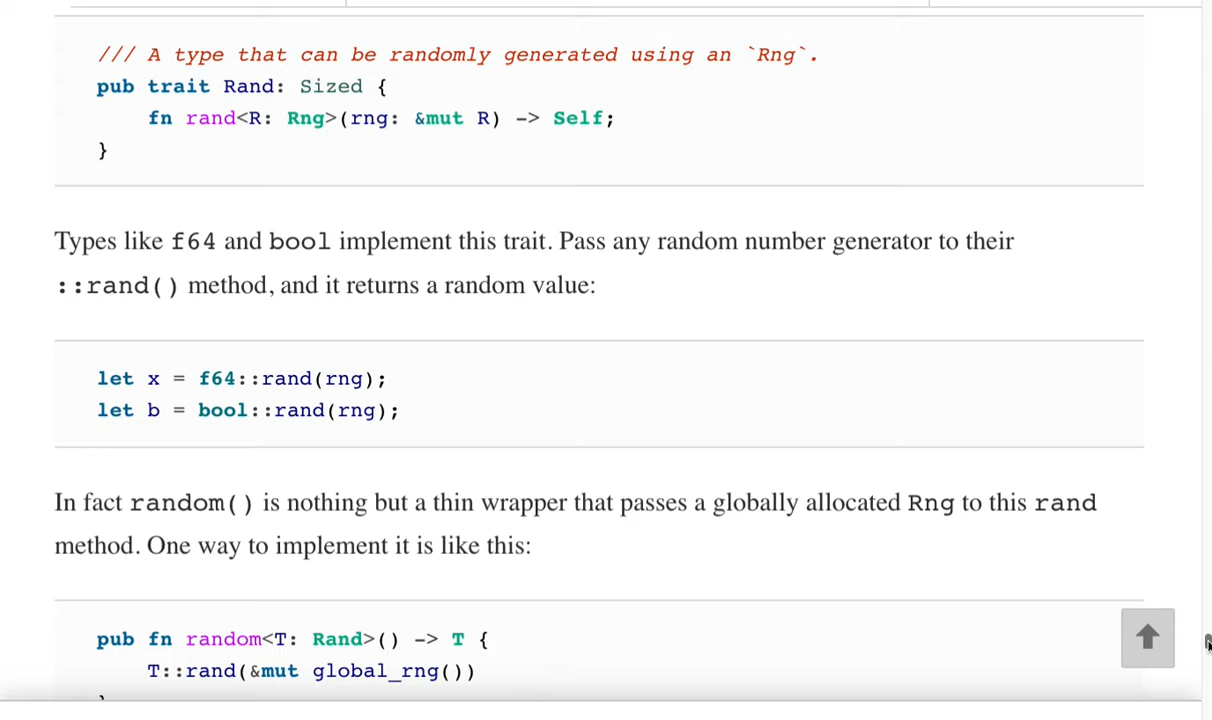 /// A type that can be randomly generated using an `Rng`.
pub trait Rand: Sized {
    fn rand<R: Rng>(rng: &mut R) -> Self;
}
Types like f64 and bool implement this trait. Pass any random number generator to their
::rand() method, and it returns a random value:
let x = f64::rand(rng);
let b = bool::rand(rng);
In fact random() is nothing but a thin wrapper that passes a globally allocated Rng to this rand
method. One way to implement it is like this:
pub fn random<T: Rand>() -> T {
    T::rand(&mut global_rng())